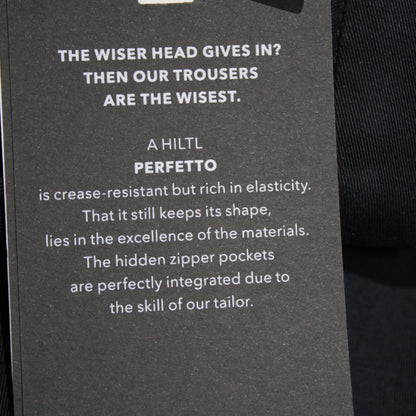 THE WISER HEAD GIVES IN?
THEN OUR TROUSERS
ARE THE WISEST.
A HILTL
PERFETTO
is crease-resistant but rich in elasticity.
That it still keeps its shape,
lies in the excellence of the materials.
The hidden zipper pockets
are perfectly integrated due to
the skill of our tailor.